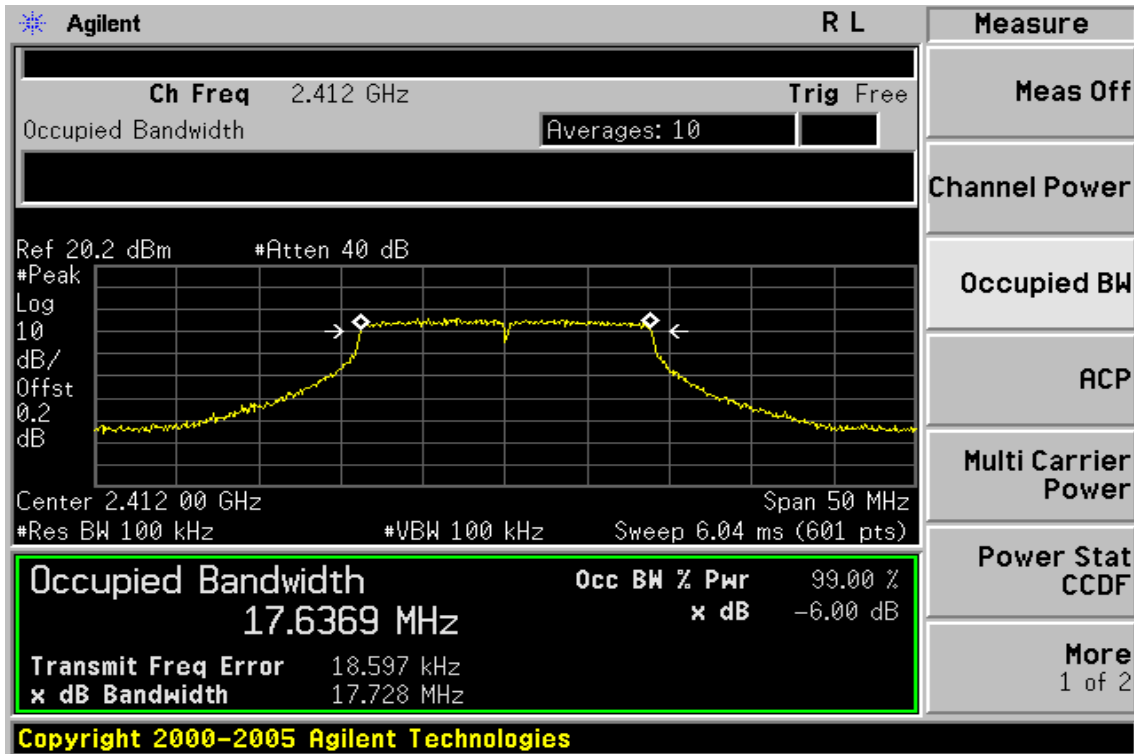 Agilent R L
Ch Freq 2.412 GHz Trig Free
Occupied Bandwidth Averages: 10
Ref 20.2 dBm #Atten 40 dB
#Peak
Log
10
dB/
Offst
0.2
dB
Center 2.412 00 GHz Span 50 MHz
#Res BW 100 kHz #VBW 100 kHz Sweep 6.04 ms (601 pts)
Occupied Bandwidth Occ BW % Pwr 99.00 %
17.6369 MHz x dB -6.00 dB
Transmit Freq Error 18.597 kHz
x dB Bandwidth 17.728 MHz
Copyright 2000-2005 Agilent Technologies
Measure
Meas Off
Channel Power
Occupied BW
ACP
Multi Carrier
Power
Power Stat
CCDF
More
1 of 2